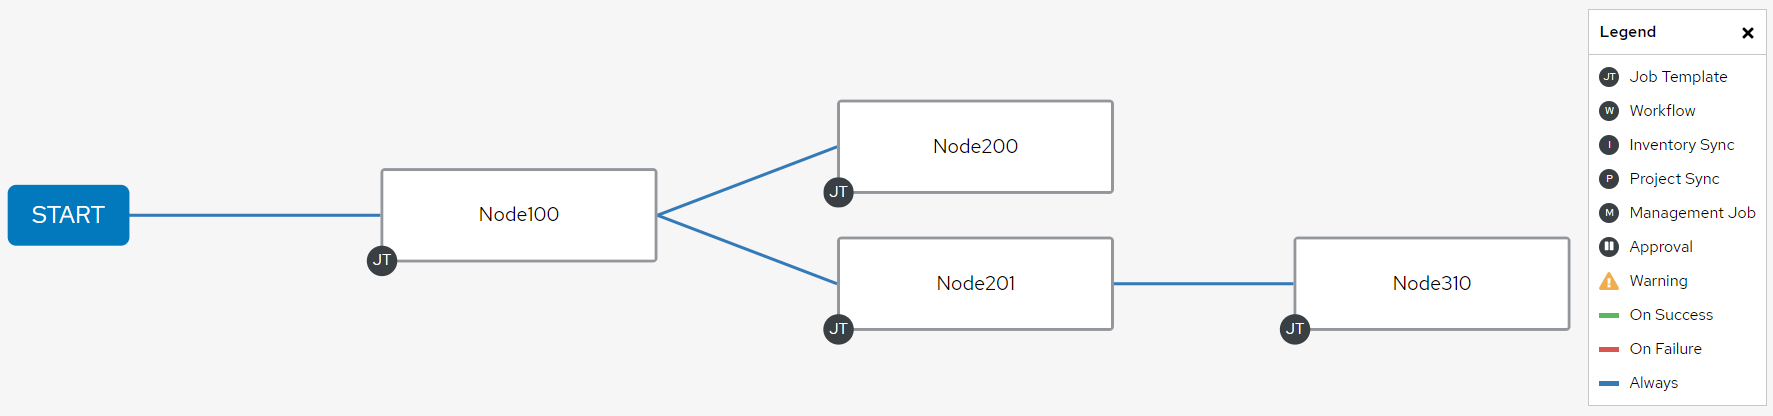 START
Node100
JT
Node200
JT
Node201
JT
Node310
JT
Legend
JT Job Template
W Workflow
I Inventory Sync
P Project Sync
M Management Job
Approval
Warning
On Success
On Failure
Always